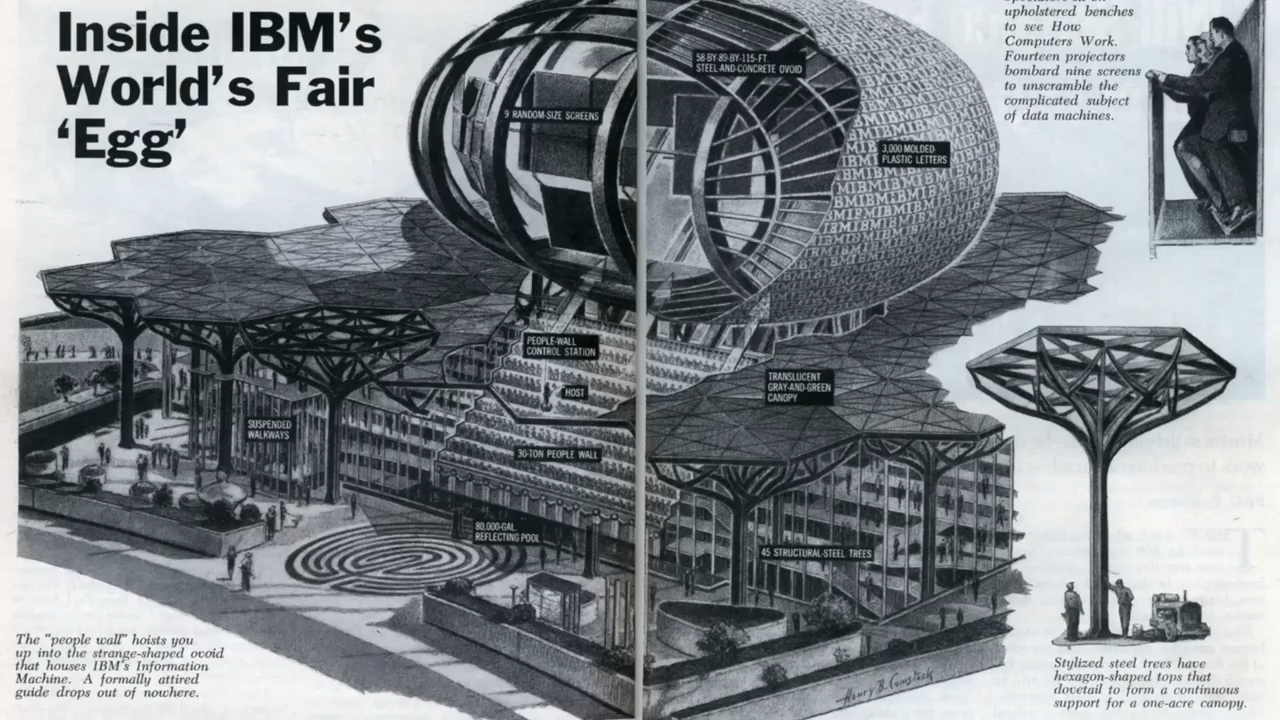 Inside IBM's
World's Fair
'Egg'
upholstered benches
to see How
Computers Work.
Fourteen projectors
bombard nine screens
to unscramble the
complicated subject
of data machines.
58-BY-89-BY-115-FT.
STEEL-AND-CONCRETE OVOID
9 RANDOM-SIZE SCREENS
3,000 MOLDED-
PLASTIC LETTERS
PEOPLE-WALL
CONTROL STATION
HOST
TRANSLUCENT
GRAY-AND-GREEN
CANOPY
SUSPENDED
WALKWAYS
30-TON PEOPLE WALL
80,000-GAL.
REFLECTING POOL
45 STRUCTURAL-STEEL TREES
The "people wall" hoists you
up into the strange-shaped ovoid
that houses IBM's Information
Machine. A formally attired
guide drops out of nowhere.
Henry B. Comstock
Stylized steel trees have
hexagon-shaped tops that
dovetail to form a continuous
support for a one-acre canopy.